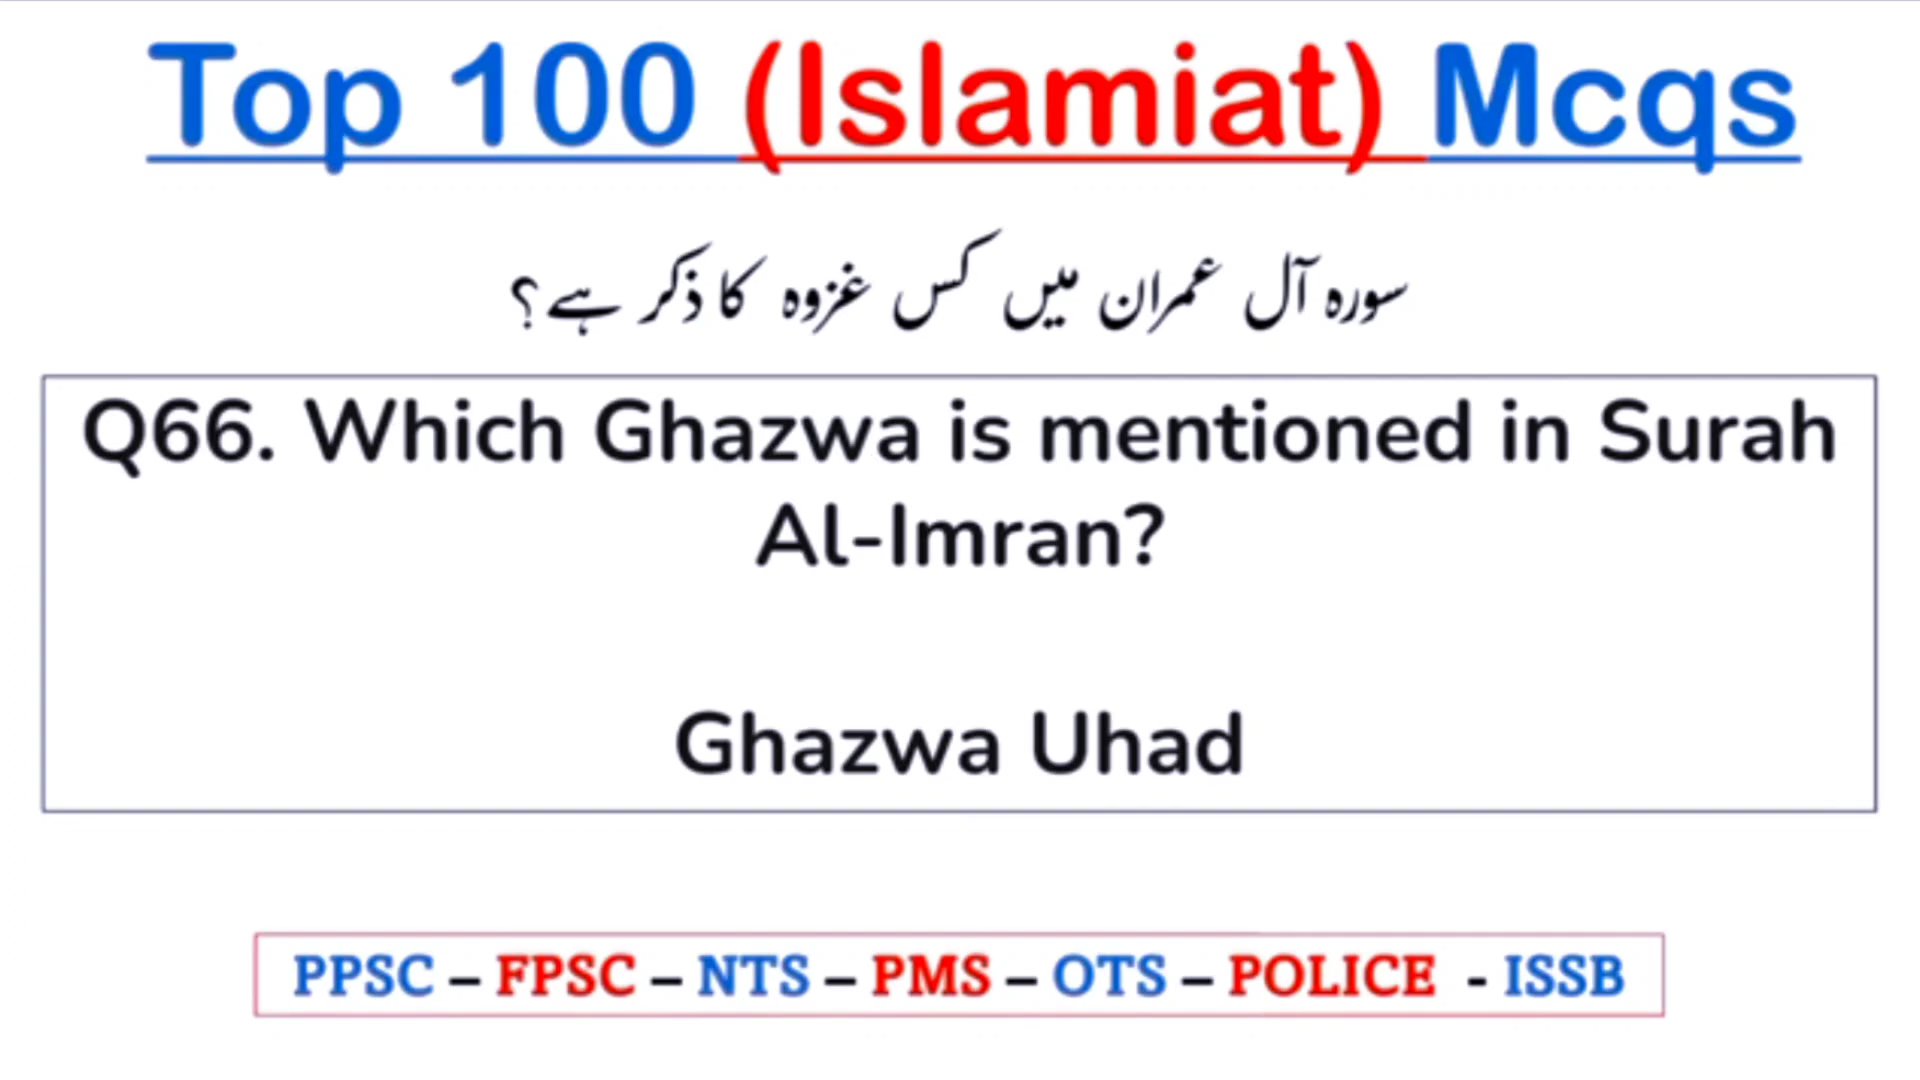 Top 100 (Islamiat) Mcqs
سورہ آل عمران میں کس غزوہ کا ذکر ہے؟
Q66. Which Ghazwa is mentioned in Surah
Al-Imran?
Ghazwa Uhad
PPSC – FPSC – NTS – PMS – OTS – POLICE - ISSB